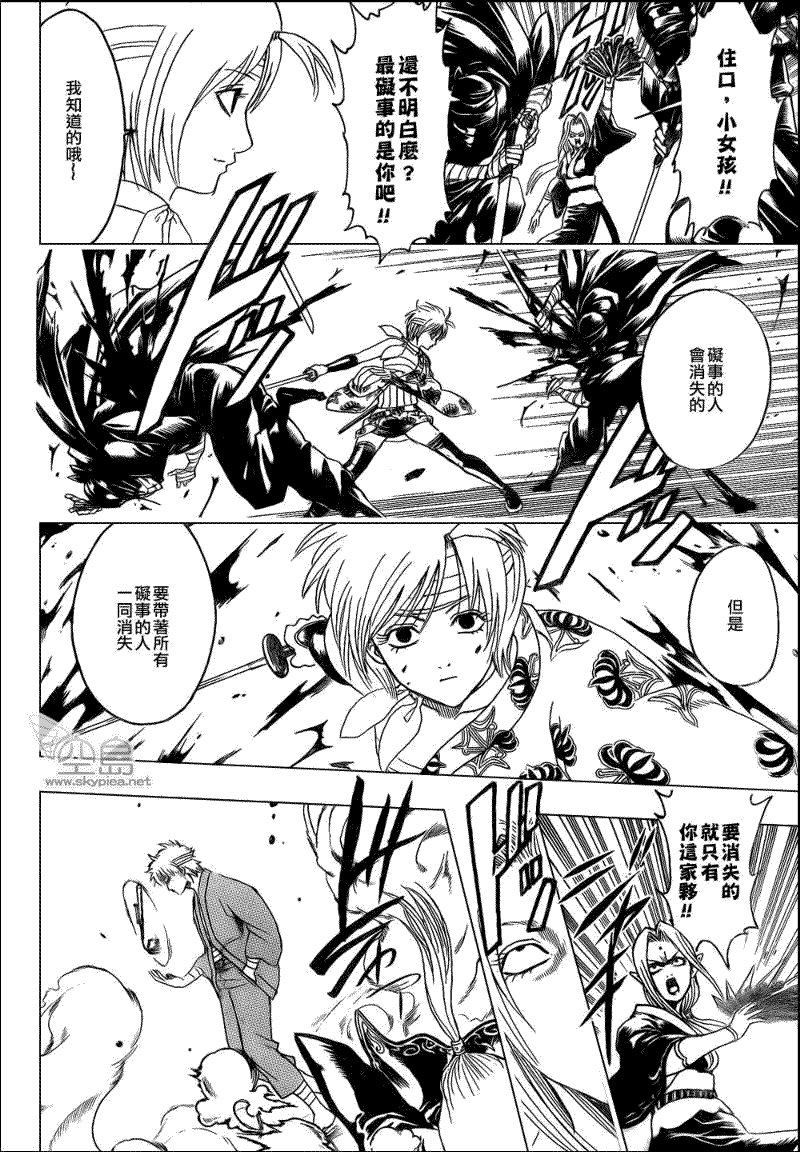 住口，小女孩!!
還不明白麼？
最礙事的是你吧!!
我知道的哦~
礙事的人
會消失的
但是
要帶著所有
礙事的人
一同消失
空島
www.skypiea.net
要消失的
就只有
你這家夥!!